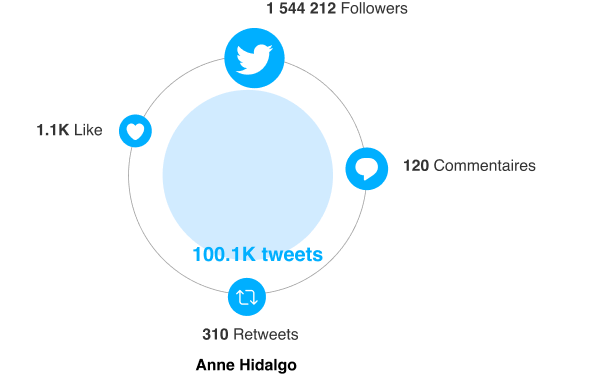 1 544 212 Followers
1.1K Like
120 Commentaires
100.1K tweets
310 Retweets
Anne Hidalgo